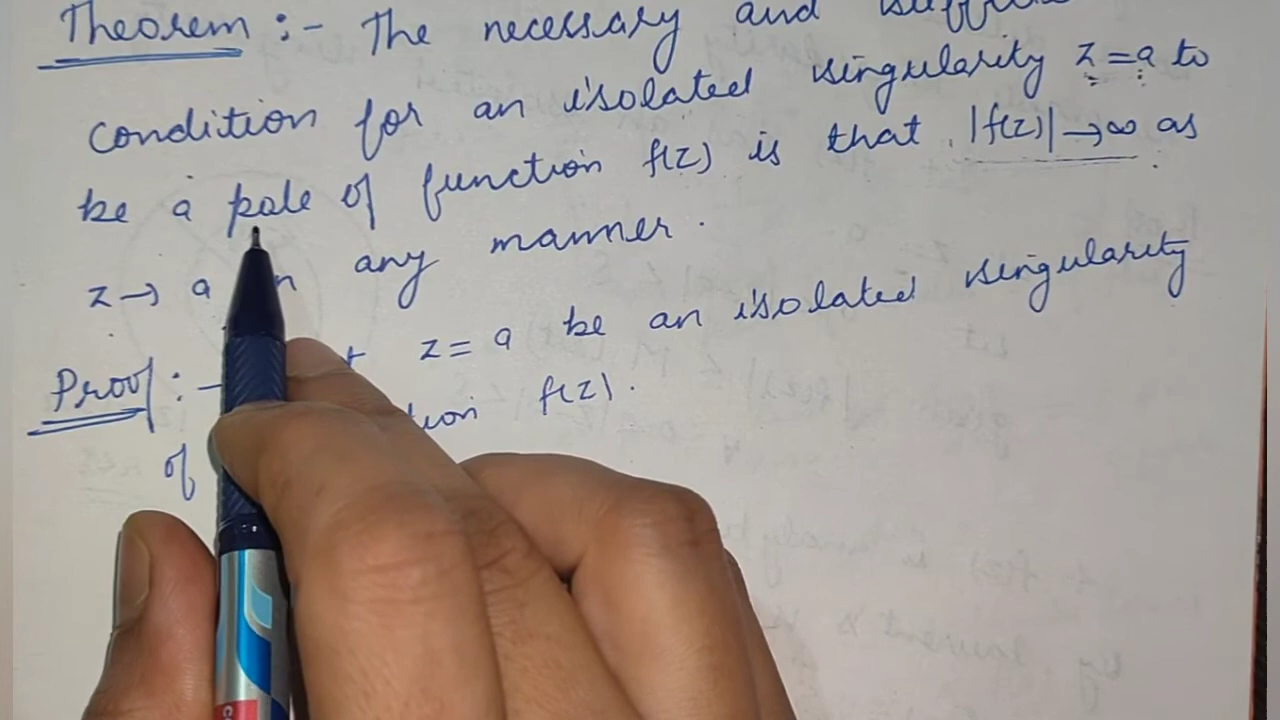 Theorem :- The necessary and
condition for an isolated singularity z=a to
be a pole of function f(z) is that |f(z)|→∞ as
z→ a any manner.
Proof :- z= a be an isolated singularity
of f(z).